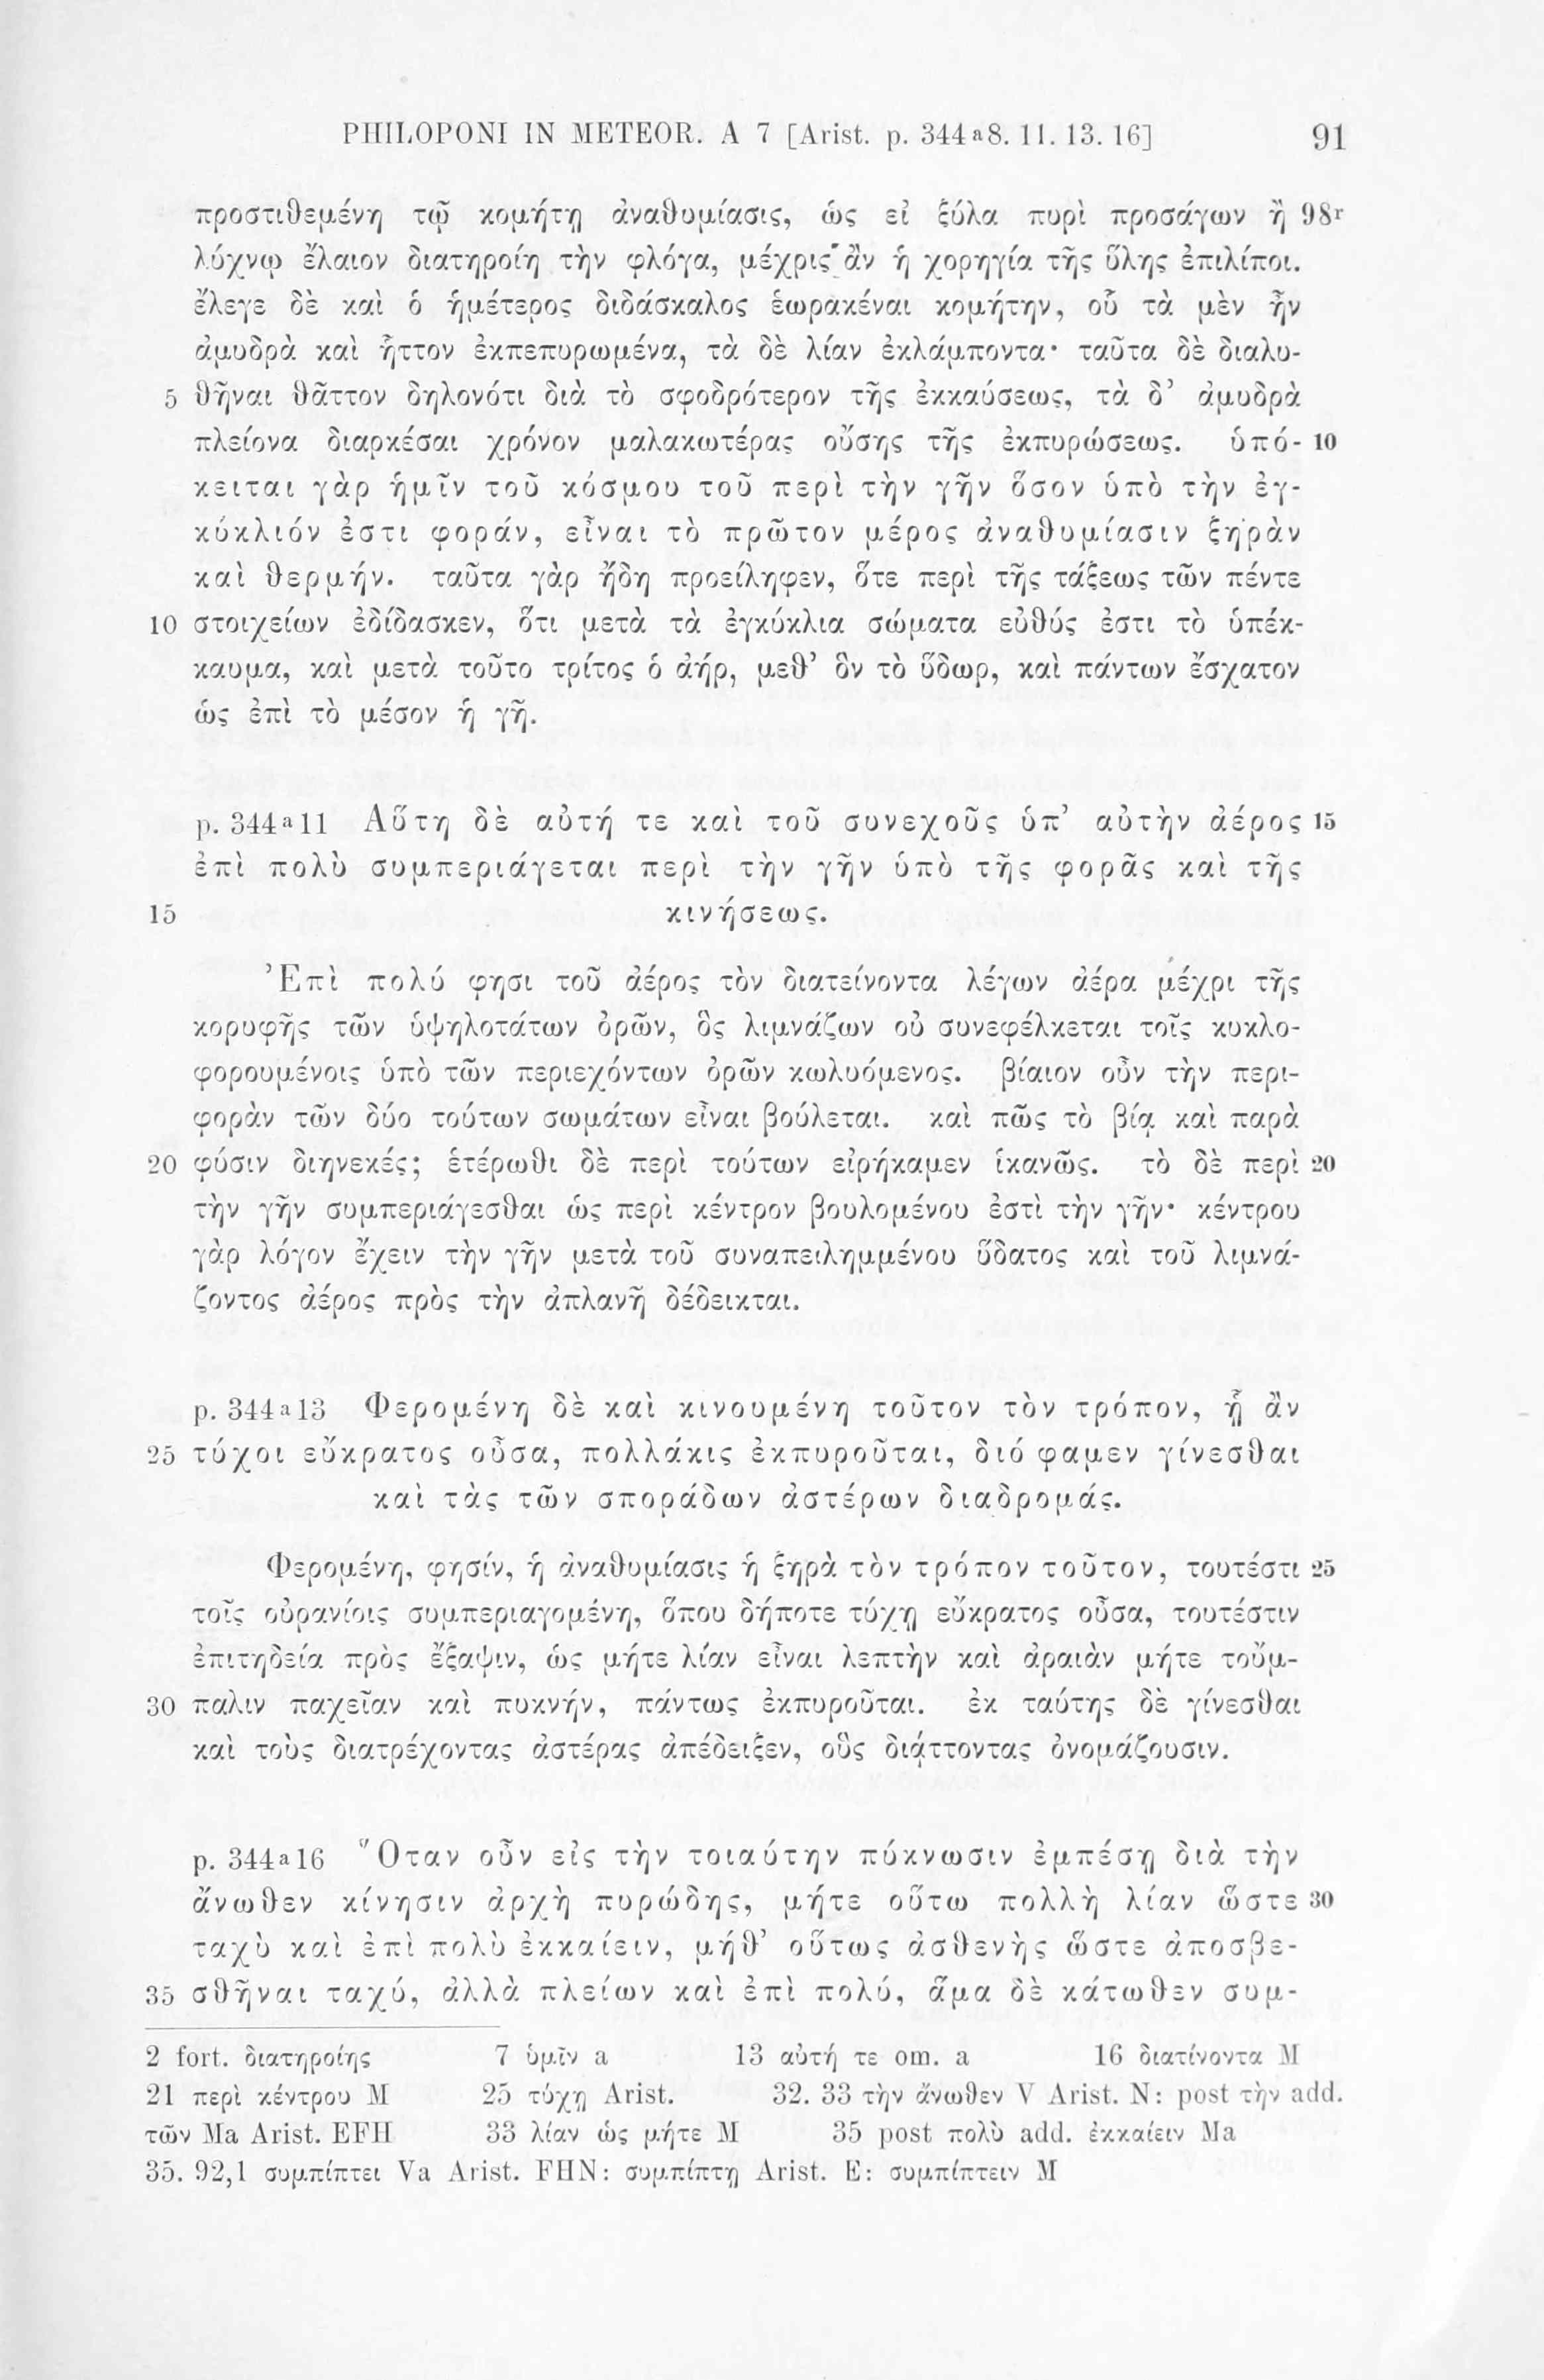 PHILOPONI IN METEOR. A 7 [Arist. p. 344 a 8. 11. 13. 16] 91
προστιθεμένη τῷ κομήτῃ ἀναθυμίασις, ὡς εἰ ξύλα πυρὶ προσάγων ἢ 98r
λύχνῳ ἔλαιον διατηροίη τὴν φλόγα, μέχρις ἂν ἡ χορηγία τῆς ὕλης ἐπιλίποι.
ἔλεγε δὲ καὶ ὁ ἡμέτερος διδάσκαλος ἑωρακέναι κομήτην, οὗ τὰ μὲν ἦν
ἀμυδρὰ καὶ ἧττον ἐκπεπυρωμένα, τὰ δὲ λίαν ἐκλάμποντα· ταῦτα δὲ διαλυ-
5 θῆναι θᾶττον δηλονότι διὰ τὸ σφοδρότερον τῆς ἐκκαύσεως, τὰ δ’ ἀμυδρὰ
πλείονα διαρκέσαι χρόνον μαλακωτέρας οὔσης τῆς ἐκπυρώσεως. ὑπό- 10
κειται γὰρ ἡμῖν τοῦ κόσμου τοῦ περὶ τὴν γῆν ὅσον ὑπὸ τὴν ἐγ-
κύκλιόν ἐστι φοράν, εἶναι τὸ πρῶτον μέρος ἀναθυμίασιν ξηρὰν
καὶ θερμήν. ταῦτα γὰρ ἤδη προείληφεν, ὅτε περὶ τῆς τάξεως τῶν πέντε
10 στοιχείων ἐδίδασκεν, ὅτι μετὰ τὰ ἐγκύκλια σώματα εὐθύς ἐστι τὸ ὑπέκ-
καυμα, καὶ μετὰ τοῦτο τρίτος ὁ ἀήρ, μεθ’ ὃν τὸ ὕδωρ, καὶ πάντων ἔσχατον
ὡς ἐπὶ τὸ μέσον ἡ γῆ.
p. 344 a 11 Αὕτη δὲ αὐτή τε καὶ τοῦ συνεχοῦς ὑπ’ αὐτὴν ἀέρος 15
ἐπὶ πολὺ συμπεριάγεται περὶ τὴν γῆν ὑπὸ τῆς φορᾶς καὶ τῆς
15 κινήσεως.
Ἐπὶ πολύ φησι τοῦ ἀέρος τὸν διατείνοντα λέγων ἀέρα μέχρι τῆς
κορυφῆς τῶν ὑψηλοτάτων ὀρῶν, ὃς λιμνάζων οὐ συνεφέλκεται τοῖς κυκλο-
φορουμένοις ὑπὸ τῶν περιεχόντων ὀρῶν κωλυόμενος. βίαιον οὖν τὴν περι-
φορὰν τῶν δύο τούτων σωμάτων εἶναι βούλεται. καὶ πῶς τὸ βίᾳ καὶ παρὰ
20 φύσιν διηνεκές; ἑτέρωθι δὲ περὶ τούτων εἰρήκαμεν ἱκανῶς. τὸ δὲ περὶ 20
τὴν γῆν συμπεριάγεσθαι ὡς περὶ κέντρον βουλομένου ἐστὶ τὴν γῆν· κέντρου
γὰρ λόγον ἔχειν τὴν γῆν μετὰ τοῦ συναπειλημμένου ὕδατος καὶ τοῦ λιμνά-
ζοντος ἀέρος πρὸς τὴν ἀπλανῆ δέδεικται.
p. 344 a 13 Φερομένη δὲ καὶ κινουμένη τοῦτον τὸν τρόπον, ᾗ ἂν
25 τύχοι εὔκρατος οὖσα, πολλάκις ἐκπυροῦται, διό φαμεν γίνεσθαι
καὶ τὰς τῶν σποράδων ἀστέρων διαδρομάς.
Φερομένη, φησίν, ἡ ἀναθυμίασις ἡ ξηρὰ τὸν τρόπον τοῦτον, τουτέστι 25
τοῖς οὐρανίοις συμπεριαγομένη, ὅπου δήποτε τύχῃ εὔκρατος οὖσα, τουτέστιν
ἐπιτηδεία πρὸς ἔξαψιν, ὡς μήτε λίαν εἶναι λεπτὴν καὶ ἀραιὰν μήτε τοὔμ-
30 παλιν παχεῖαν καὶ πυκνήν, πάντως ἐκπυροῦται. ἐκ ταύτης δὲ γίνεσθαι
καὶ τοὺς διατρέχοντας ἀστέρας ἀπέδειξεν, οὓς διᾴττοντας ὀνομάζουσιν.
p. 344 a 16 Ὅταν οὖν εἰς τὴν τοιαύτην πύκνωσιν ἐμπέσῃ διὰ τὴν
ἄνωθεν κίνησιν ἀρχὴ πυρώδης, μήτε οὕτω πολλὴ λίαν ὥστε 30
ταχὺ καὶ ἐπὶ πολὺ ἐκκαίειν, μήθ’ οὕτως ἀσθενὴς ὥστε ἀποσβε-
35 σθῆναι ταχύ, ἀλλὰ πλείων καὶ ἐπὶ πολύ, ἅμα δὲ κάτωθεν συμ-
2 fort. διατηροίης 7 ὑμῖν a 13 αὐτή τε om. a 16 διατίνοντα M
21 περὶ κέντρου M 25 τύχῃ Arist. 32. 33 τὴν ἄνωθεν V Arist. N: post τὴν add.
τῶν Ma Arist. EFH 33 λίαν ὡς μήτε M 35 post πολὺ add. ἐκκαίειν Ma
35. 92,1 συμπίπτει Va Arist. FHN: συμπίπτῃ Arist. E: συμπίπτειν M